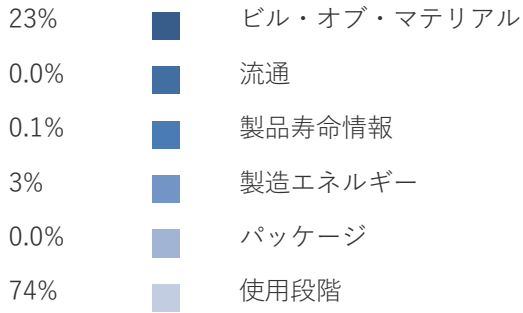 23% ビル・オブ・マテリアル
0.0% 流通
0.1% 製品寿命情報
3% 製造エネルギー
0.0% パッケージ
74% 使用段階